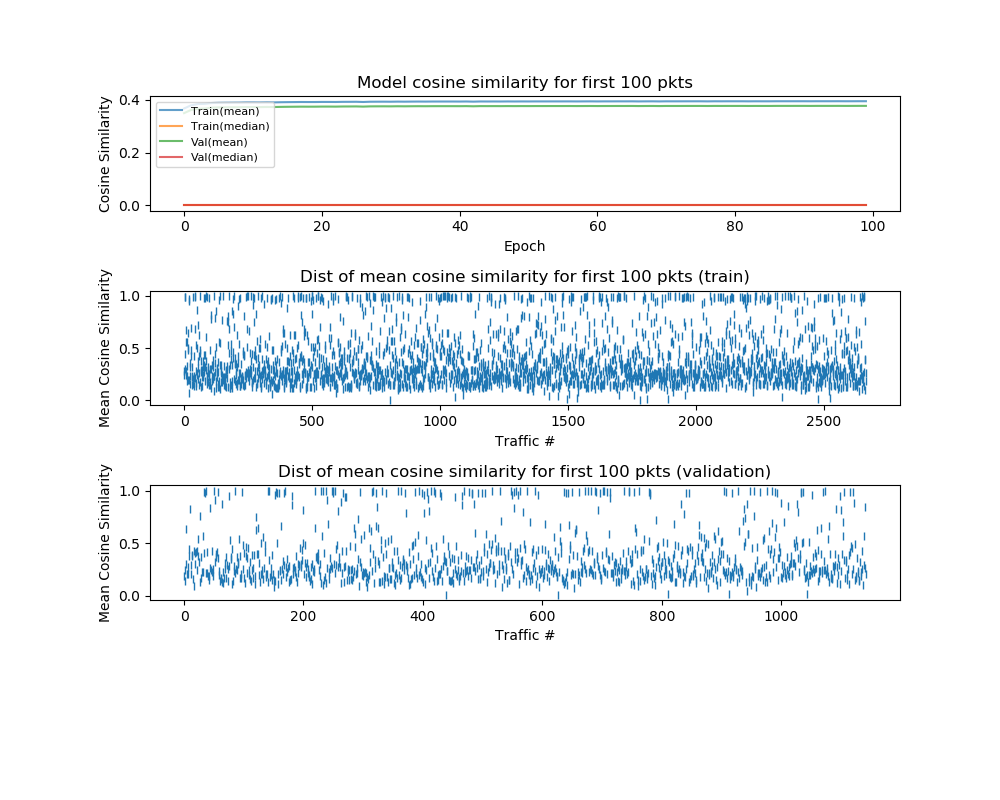 Model cosine similarity for first 100 pkts
Cosine Similarity
0.4
0.2
0.0
Train(mean)
Train(median)
Val(mean)
Val(median)
0 20 40 60 80 100
Epoch
Dist of mean cosine similarity for first 100 pkts (train)
Mean Cosine Similarity
1.0
0.5
0.0
0 500 1000 1500 2000 2500
Traffic #
Dist of mean cosine similarity for first 100 pkts (validation)
Mean Cosine Similarity
1.0
0.5
0.0
0 200 400 600 800 1000
Traffic #